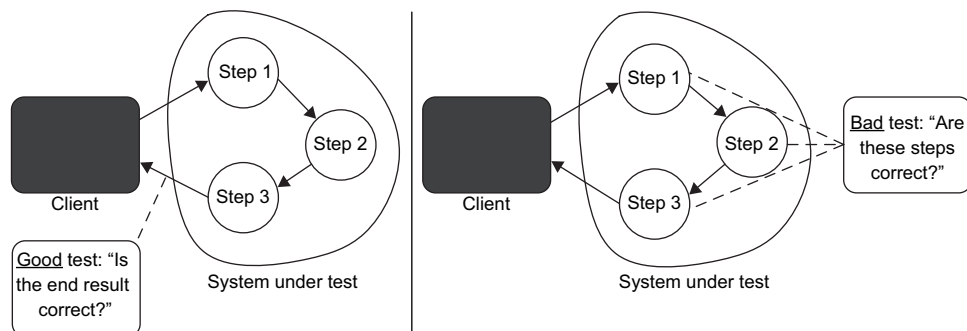 Step 1
Step 2
Step 3
Client
System under test
Good test: “Is
the end result
correct?”
Step 1
Step 2
Step 3
Client
System under test
Bad test: “Are
these steps
correct?”